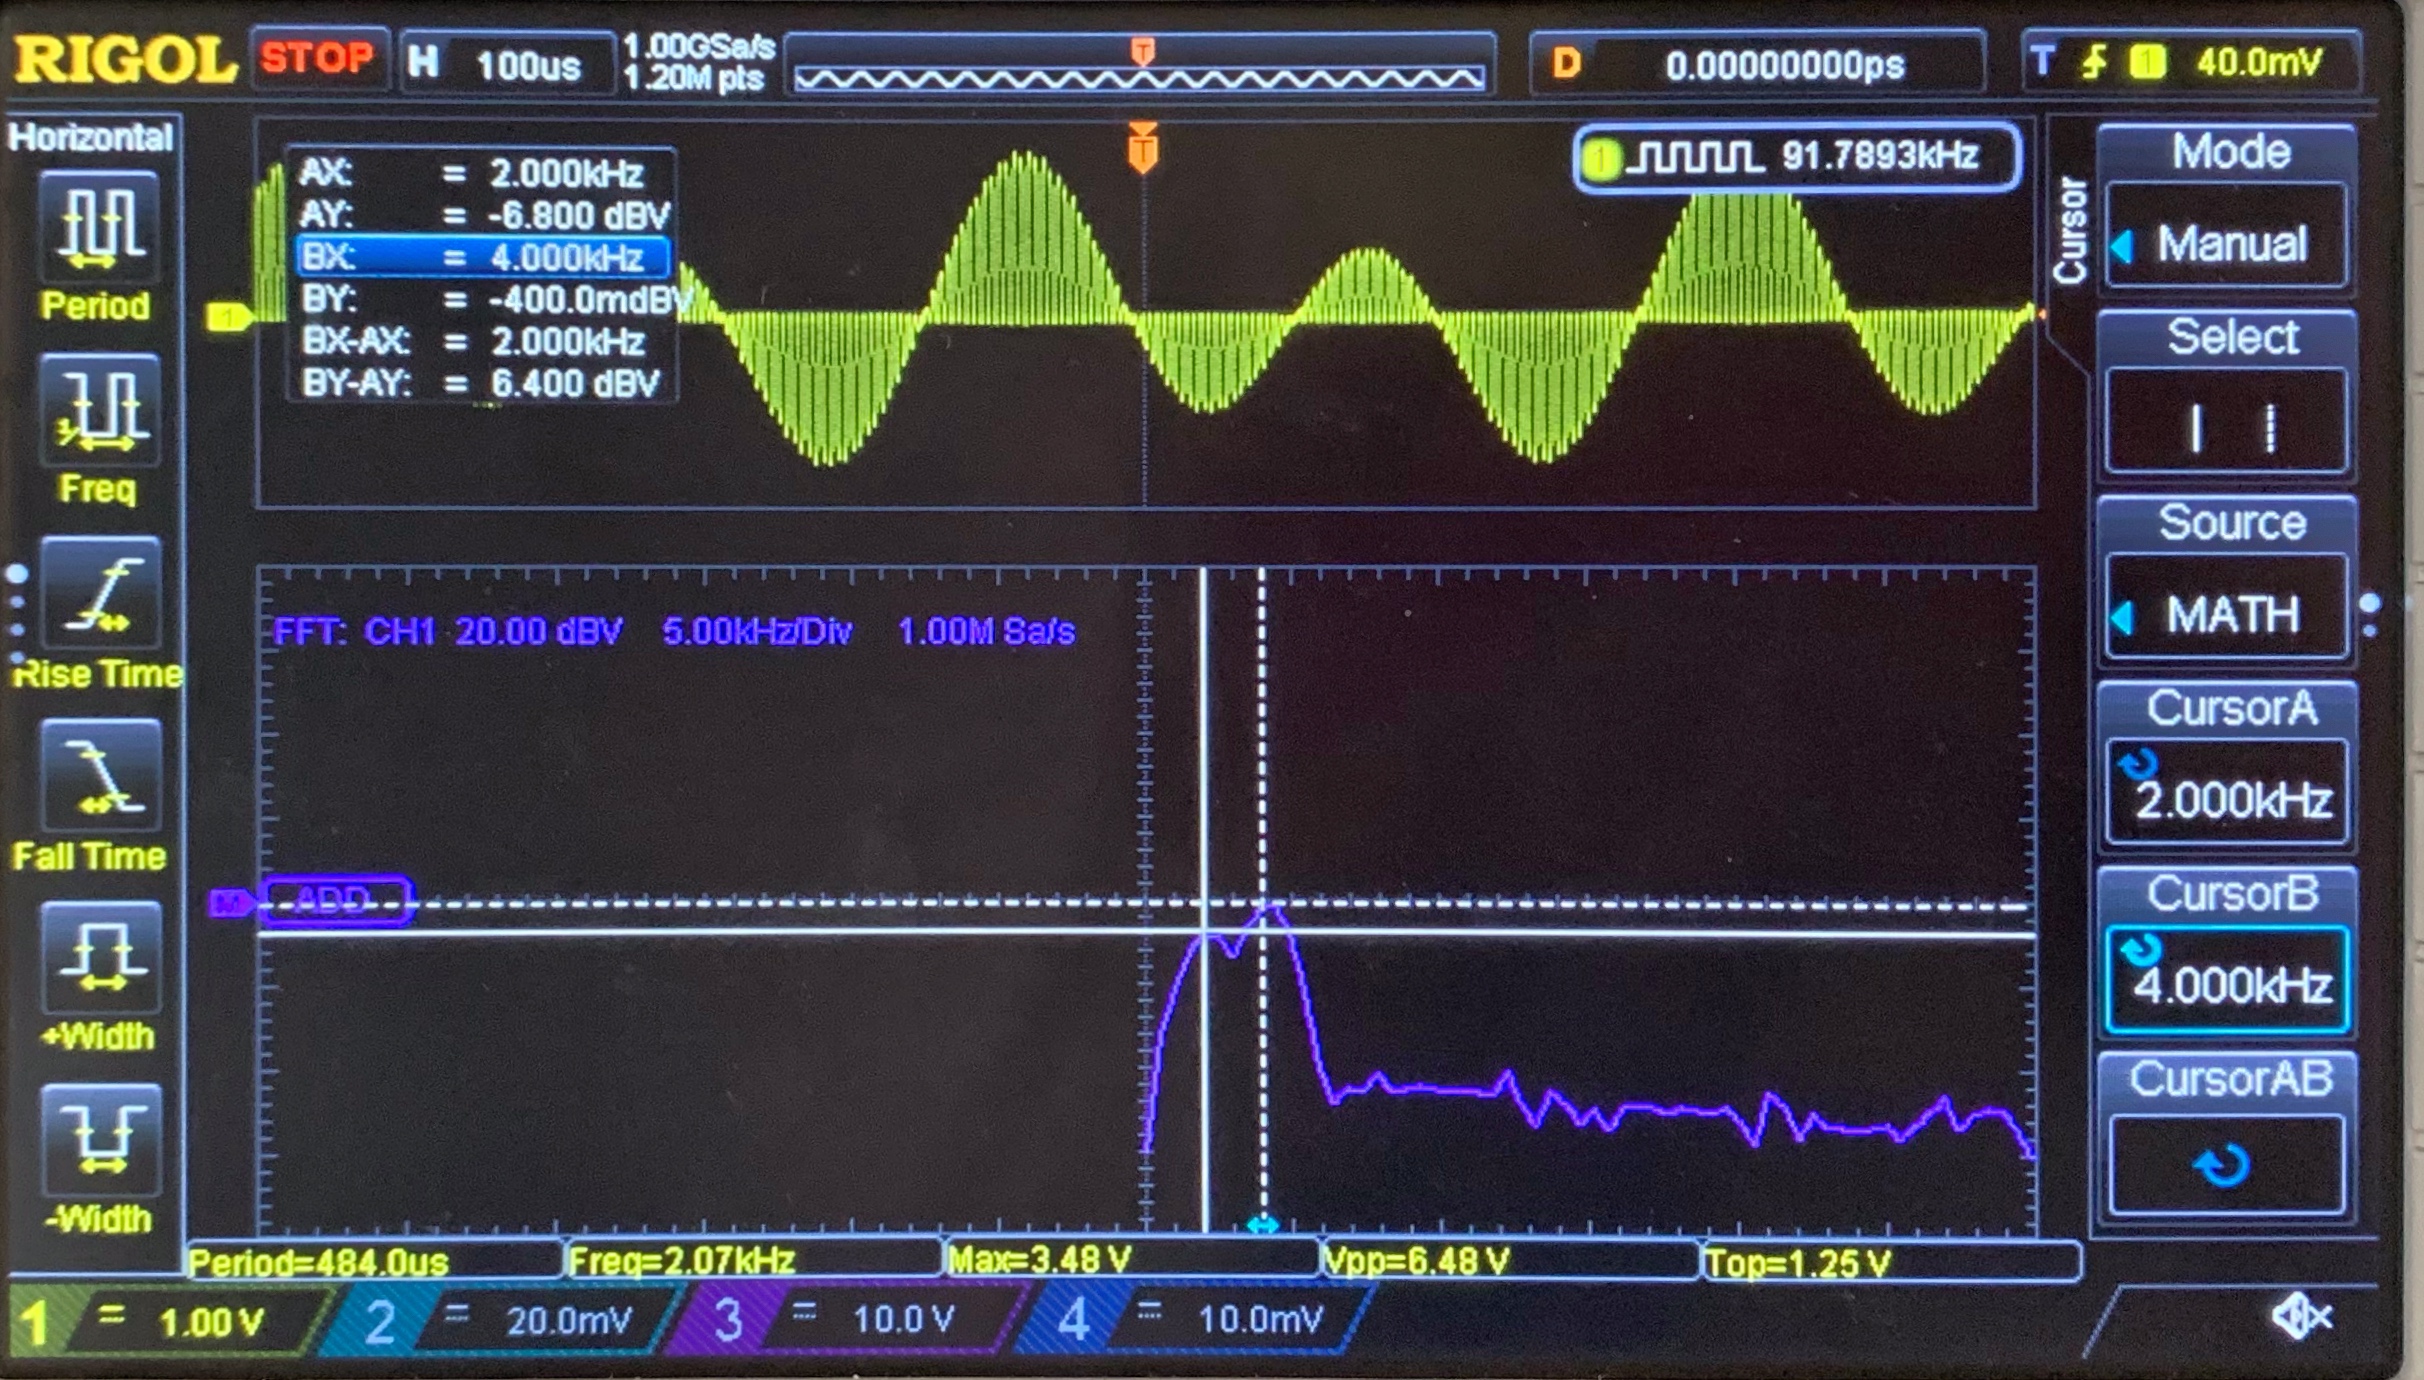 RIGOL STOP H 100us 1.00GSa/s 1.20M pts T D 0.00000000ps T 1 40.0mV
Horizontal
Period
Freq
Rise Time
Fall Time
+Width
-Width
AX: = 2.000kHz
AY: = -6.800 dBV
BX: = 4.000kHz
BY: = -400.0mdBV
BX-AX: = 2.000kHz
BY-AY: = 6.400 dBV
T
1 91.7893kHz
1
FFT: CH1 20.00 dBV 5.00kHz/Div 1.00M Sa/s
M ADD
Cursor
Mode
Manual
Select
Source
MATH
CursorA
2.000kHz
CursorB
4.000kHz
CursorAB
Period=484.0us Freq=2.07kHz Max=3.48 V Vpp=6.48 V Top=1.25 V
1 = 1.00 V 2 = 20.0mV 3 = 10.0 V 4 = 10.0mV